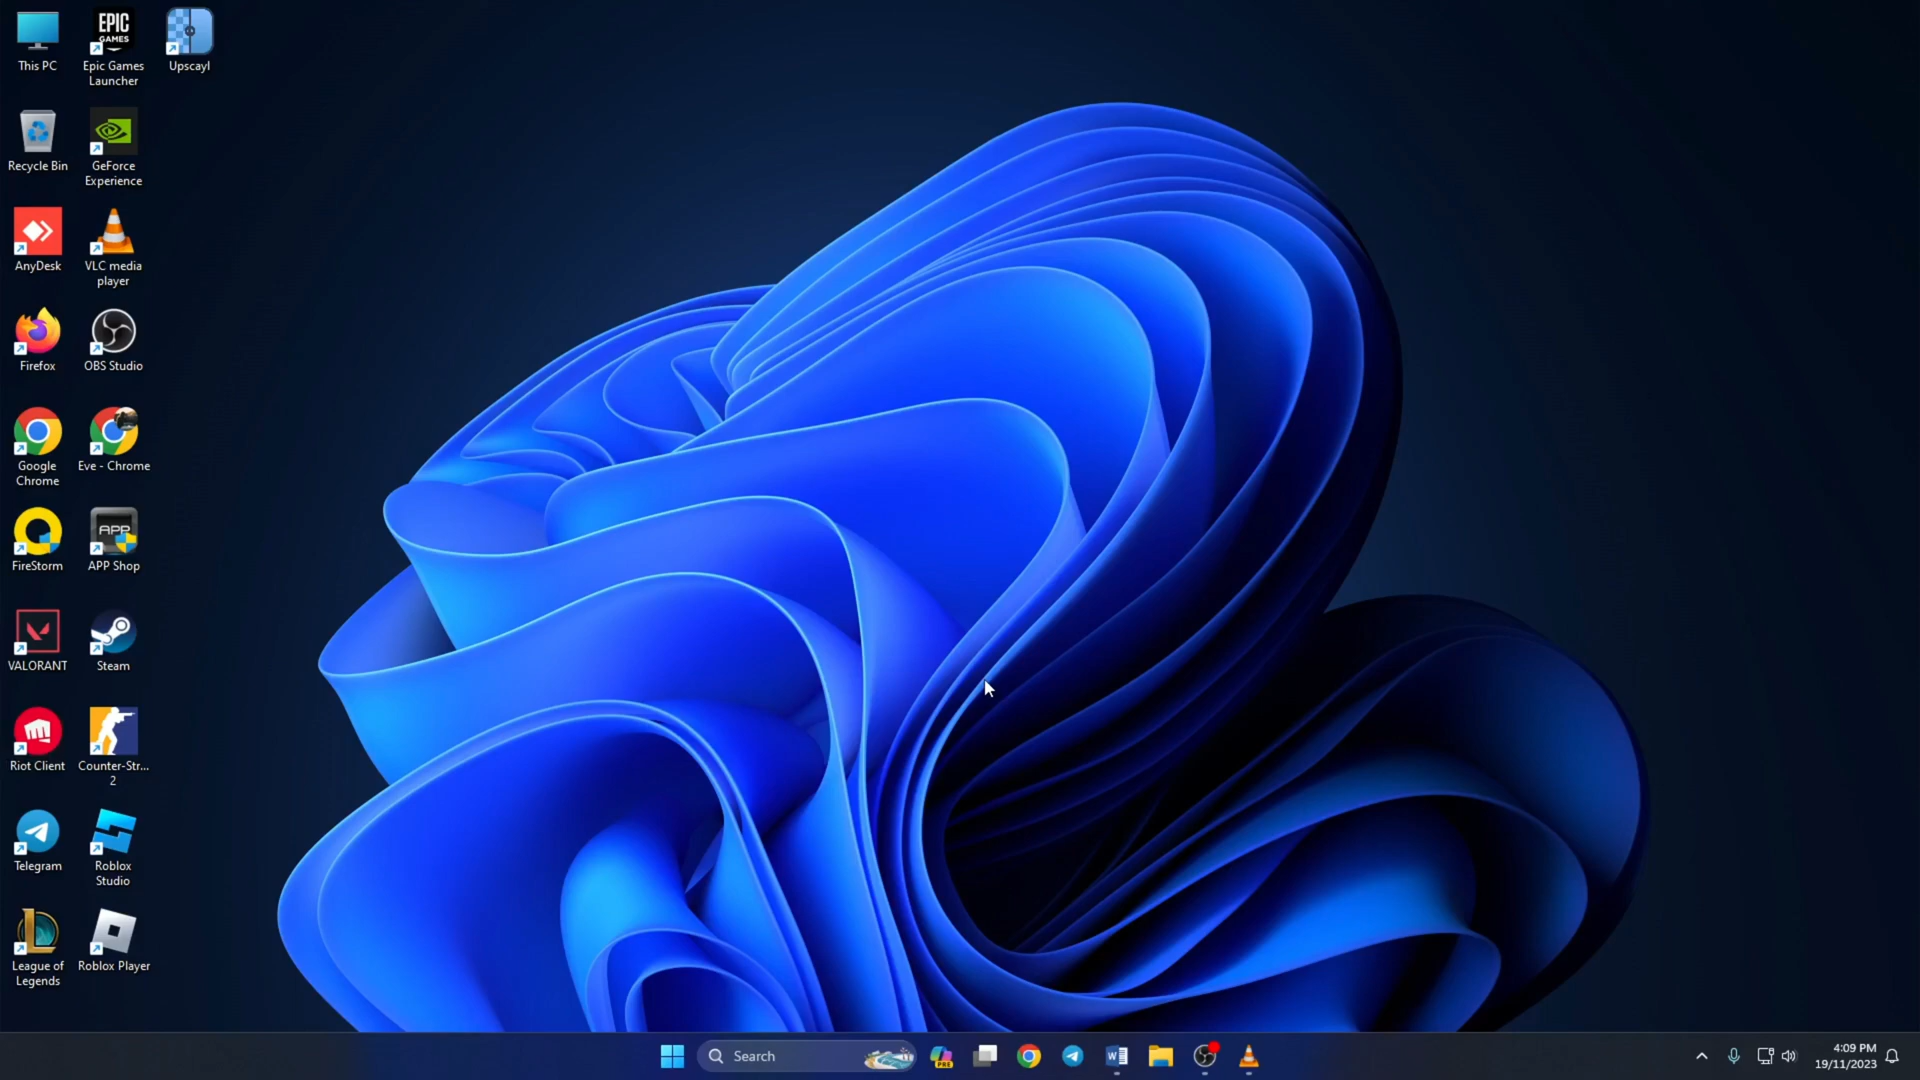 This PC
EPIC
GAMES
Epic Games
Launcher
Upscayl
Recycle Bin
GeForce
Experience
AnyDesk
VLC media
player
Firefox
OBS Studio
Google
Chrome
Eve - Chrome
FireStorm
APP
APP Shop
VALORANT
Steam
Riot Client
Counter-Str...
2
Telegram
Roblox
Studio
League of
Legends
Roblox Player
Search
PRE
W
4:09 PM
19/11/2023